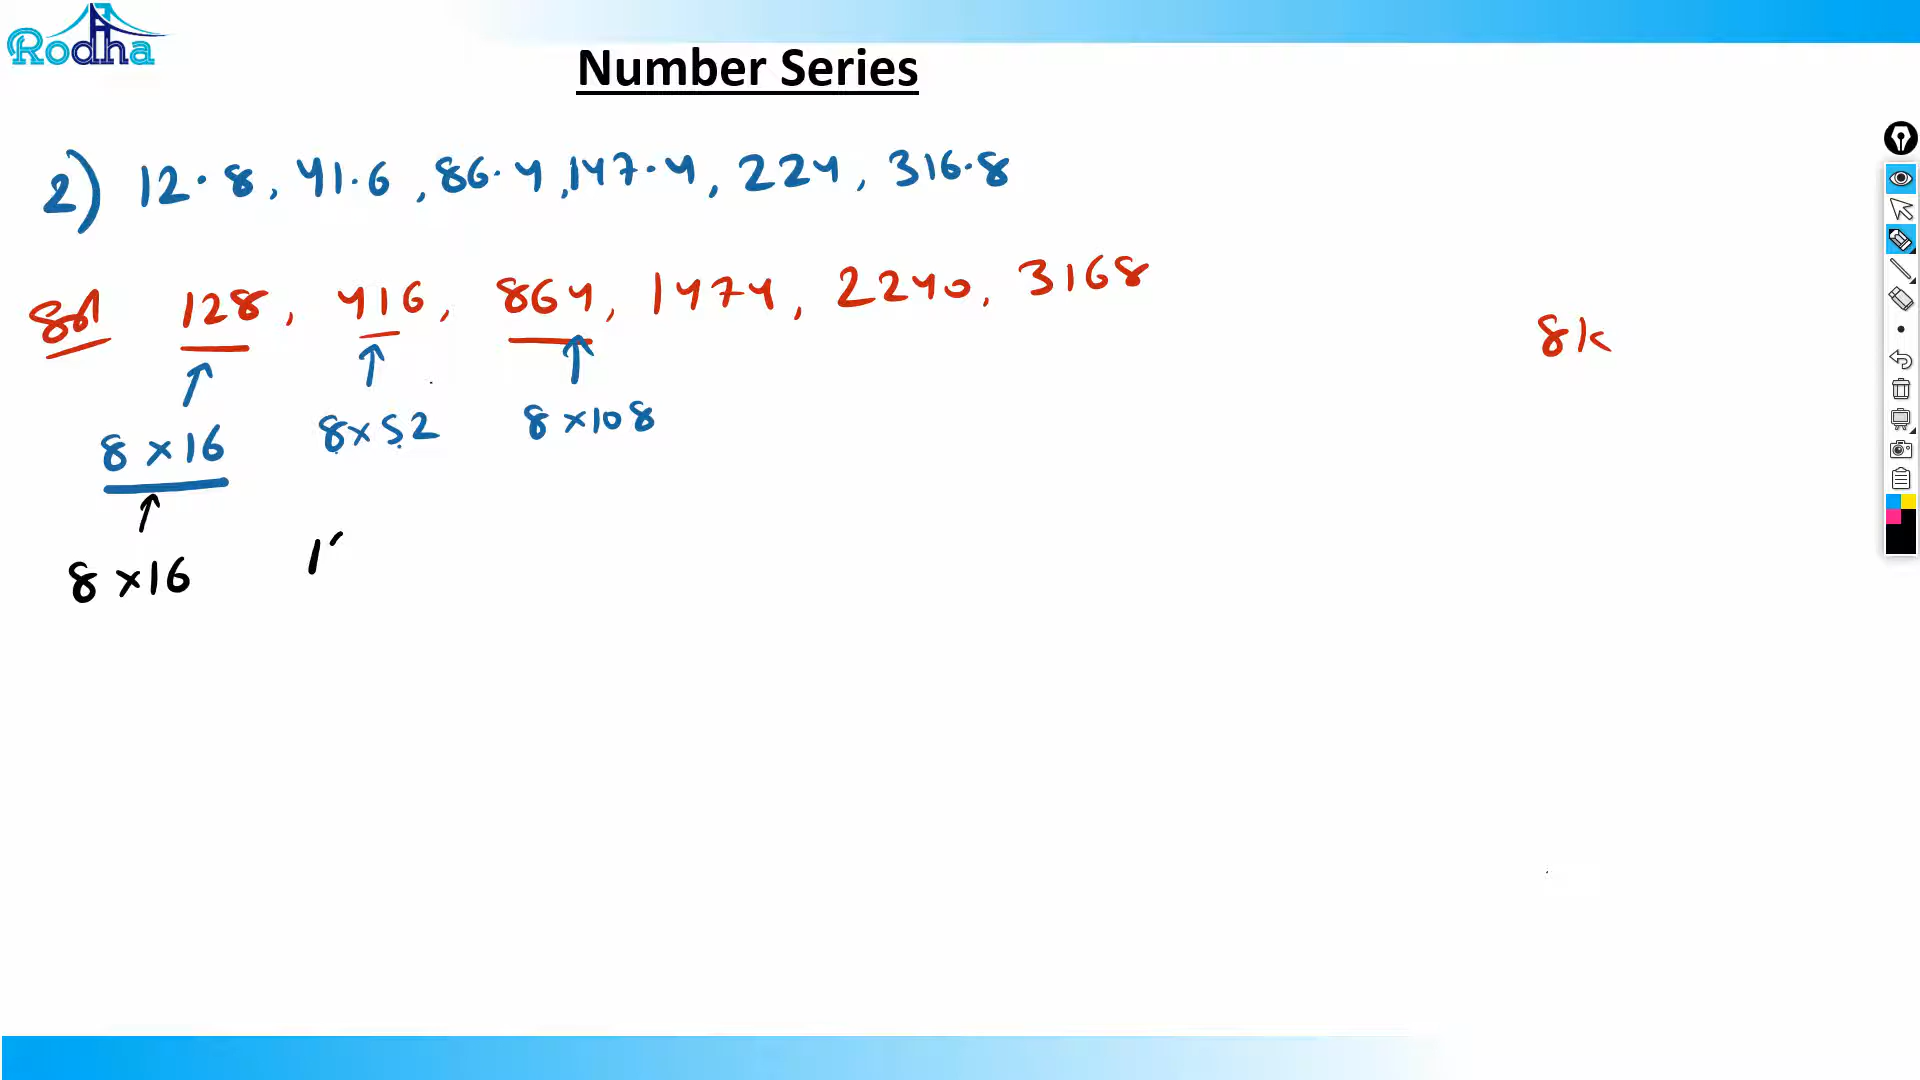 Rodha
Number Series
2) 12.8, 41.6, 86.4, 147.4, 224, 316.8
Sol 128, 416, 864, 1474, 2240, 3168
8k
8 × 16 8 × 52 8 × 108
8 × 16 1